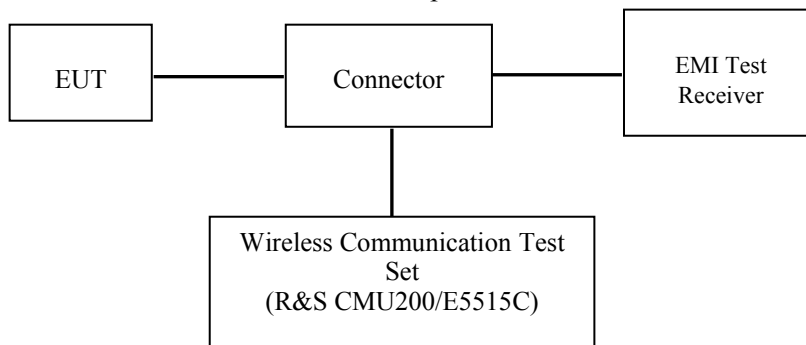 EUT
Connector
EMI Test
Receiver
Wireless Communication Test
Set
(R&S CMU200/E5515C)